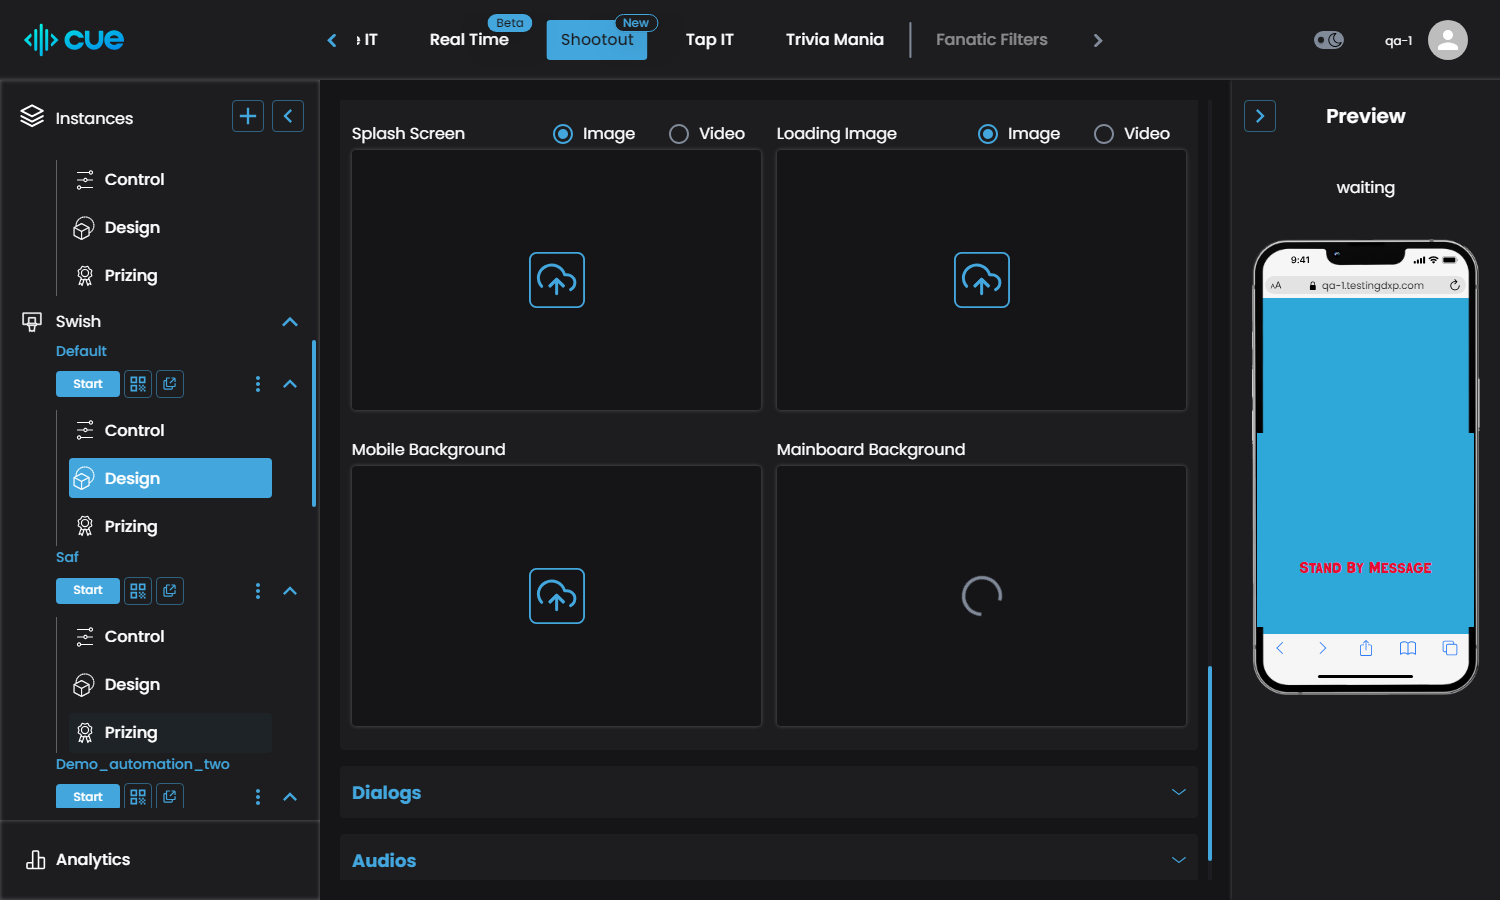 cue
IT
Real Time
Beta
Shootout
New
Tap IT
Trivia Mania
Fanatic Filters
qa-1
Instances
Control
Design
Prizing
Swish
Default
Start
Control
Design
Prizing
Saf
Start
Control
Design
Prizing
Demo_automation_two
Start
Analytics
Splash Screen
Image
Video
Loading Image
Image
Video
Mobile Background
Mainboard Background
Dialogs
Audios
Preview
waiting
9:41
AA
qa-1.testingdxp.com
Stand By Message